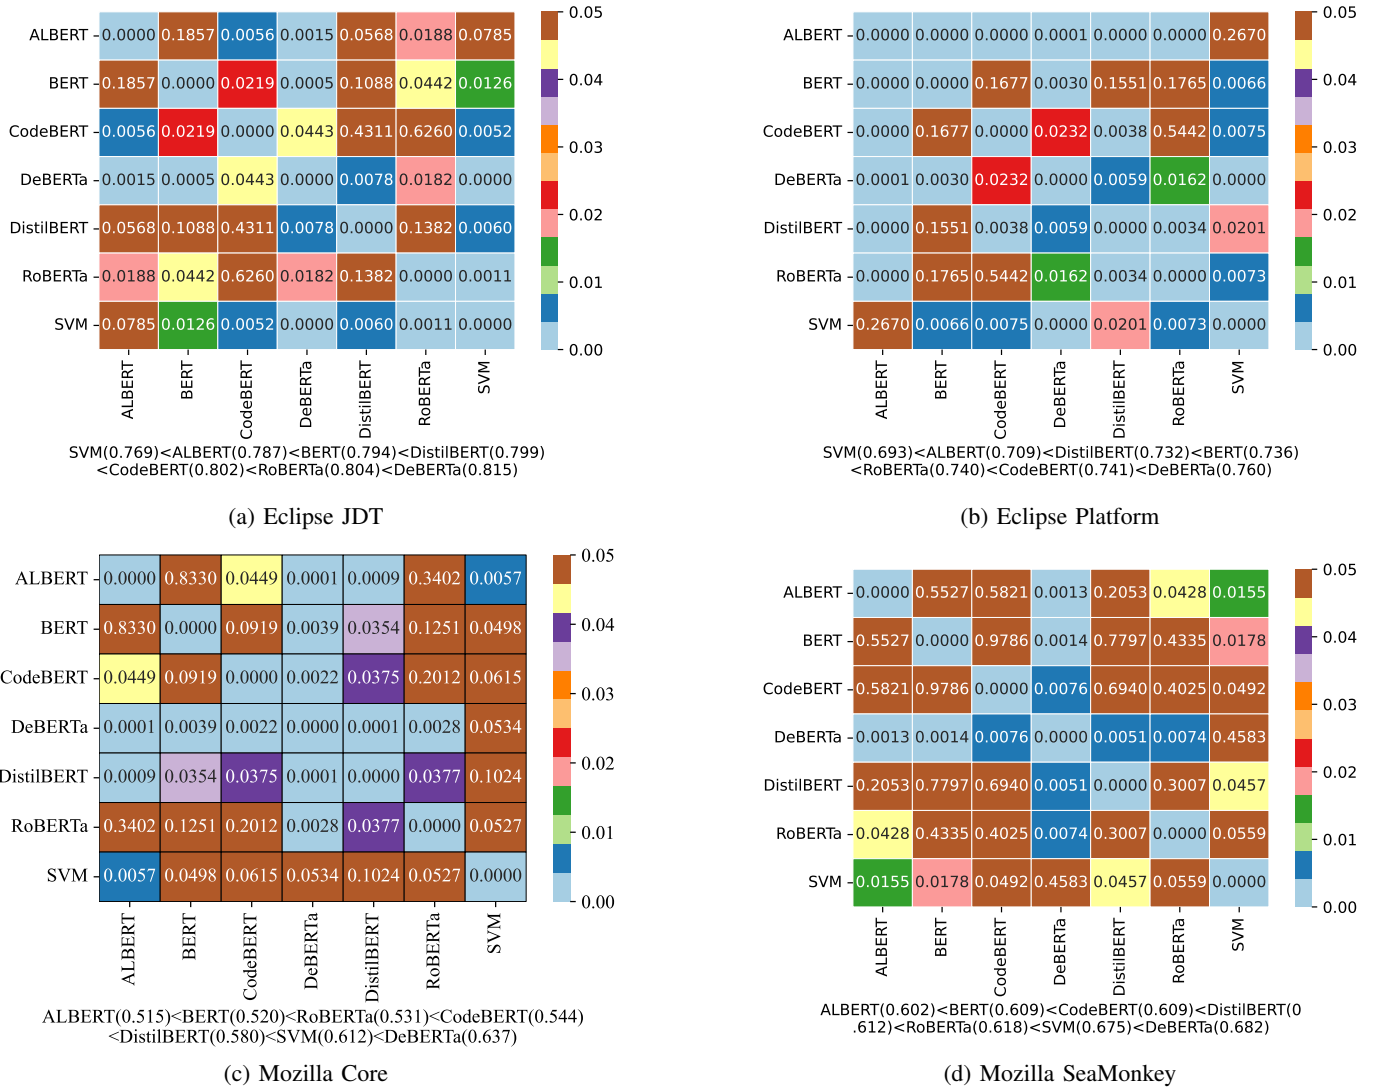 ALBERT 0.0000 0.1857 0.0056 0.0015 0.0568 0.0188 0.0785
BERT 0.1857 0.0000 0.0219 0.0005 0.1088 0.0442 0.0126
CodeBERT 0.0056 0.0219 0.0000 0.0443 0.4311 0.6260 0.0052
DeBERTa 0.0015 0.0005 0.0443 0.0000 0.0078 0.0182 0.0000
DistilBERT 0.0568 0.1088 0.4311 0.0078 0.0000 0.1382 0.0060
RoBERTa 0.0188 0.0442 0.6260 0.0182 0.1382 0.0000 0.0011
SVM 0.0785 0.0126 0.0052 0.0000 0.0060 0.0011 0.0000
ALBERT BERT CodeBERT DeBERTa DistilBERT RoBERTa SVM
0.05
0.04
0.03
0.02
0.01
0.00
SVM(0.769)<ALBERT(0.787)<BERT(0.794)<DistilBERT(0.799)
<CodeBERT(0.802)<RoBERTa(0.804)<DeBERTa(0.815)
(a) Eclipse JDT
ALBERT 0.0000 0.0000 0.0000 0.0001 0.0000 0.0000 0.2670
BERT 0.0000 0.0000 0.1677 0.0030 0.1551 0.1765 0.0066
CodeBERT 0.0000 0.1677 0.0000 0.0232 0.0038 0.5442 0.0075
DeBERTa 0.0001 0.0030 0.0232 0.0000 0.0059 0.0162 0.0000
DistilBERT 0.0000 0.1551 0.0038 0.0059 0.0000 0.0034 0.0201
RoBERTa 0.0000 0.1765 0.5442 0.0162 0.0034 0.0000 0.0073
SVM 0.2670 0.0066 0.0075 0.0000 0.0201 0.0073 0.0000
ALBERT BERT CodeBERT DeBERTa DistilBERT RoBERTa SVM
0.05
0.04
0.03
0.02
0.01
0.00
SVM(0.693)<ALBERT(0.709)<DistilBERT(0.732)<BERT(0.736)
<RoBERTa(0.740)<CodeBERT(0.741)<DeBERTa(0.760)
(b) Eclipse Platform
ALBERT 0.0000 0.8330 0.0449 0.0001 0.0009 0.3402 0.0057
BERT 0.8330 0.0000 0.0919 0.0039 0.0354 0.1251 0.0498
CodeBERT 0.0449 0.0919 0.0000 0.0022 0.0375 0.2012 0.0615
DeBERTa 0.0001 0.0039 0.0022 0.0000 0.0001 0.0028 0.0534
DistilBERT 0.0009 0.0354 0.0375 0.0001 0.0000 0.0377 0.1024
RoBERTa 0.3402 0.1251 0.2012 0.0028 0.0377 0.0000 0.0527
SVM 0.0057 0.0498 0.0615 0.0534 0.1024 0.0527 0.0000
ALBERT BERT CodeBERT DeBERTa DistilBERT RoBERTa SVM
0.05
0.04
0.03
0.02
0.01
0.00
ALBERT(0.515)<BERT(0.520)<RoBERTa(0.531)<CodeBERT(0.544)
<DistilBERT(0.580)<SVM(0.612)<DeBERTa(0.637)
(c) Mozilla Core
ALBERT 0.0000 0.5527 0.5821 0.0013 0.2053 0.0428 0.0155
BERT 0.5527 0.0000 0.9786 0.0014 0.7797 0.4335 0.0178
CodeBERT 0.5821 0.9786 0.0000 0.0076 0.6940 0.4025 0.0492
DeBERTa 0.0013 0.0014 0.0076 0.0000 0.0051 0.0074 0.4583
DistilBERT 0.2053 0.7797 0.6940 0.0051 0.0000 0.3007 0.0457
RoBERTa 0.0428 0.4335 0.4025 0.0074 0.3007 0.0000 0.0559
SVM 0.0155 0.0178 0.0492 0.4583 0.0457 0.0559 0.0000
ALBERT BERT CodeBERT DeBERTa DistilBERT RoBERTa SVM
0.05
0.04
0.03
0.02
0.01
0.00
ALBERT(0.602)<BERT(0.609)<CodeBERT(0.609)<DistilBERT(0
.612)<RoBERTa(0.618)<SVM(0.675)<DeBERTa(0.682)
(d) Mozilla SeaMonkey